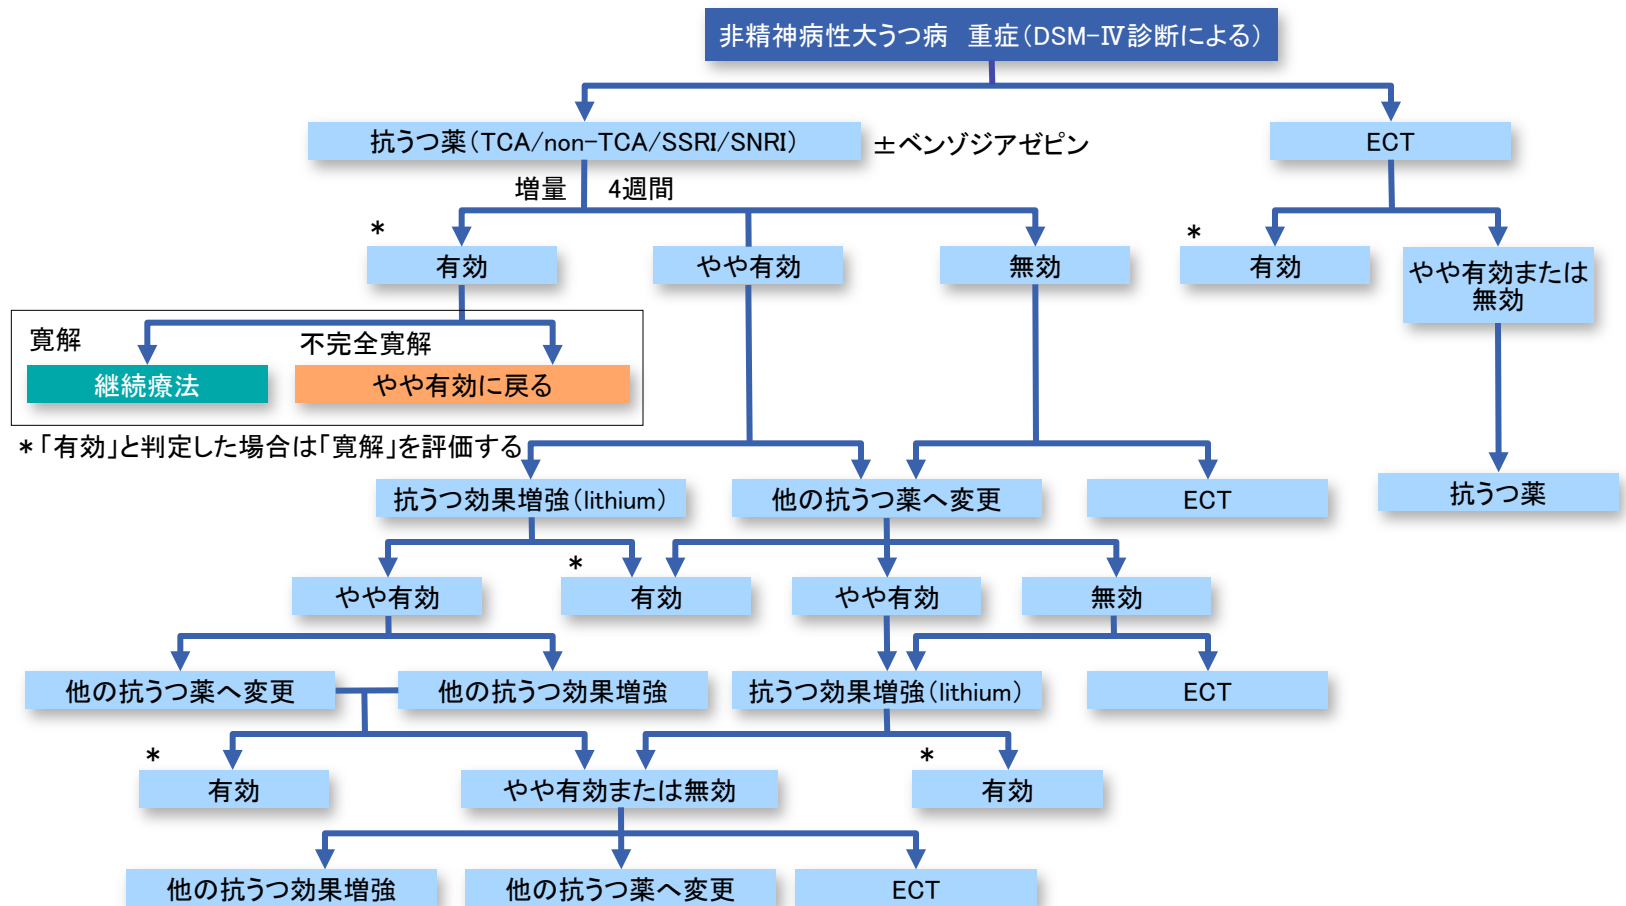 非精神病性大うつ病　重症（DSM-Ⅳ診断による）
抗うつ薬（TCA/non-TCA/SSRI/SNRI）
±ベンゾジアゼピン
ECT
増量　4週間
*
有効
やや有効
無効
*
有効
やや有効または
無効
寛解
不完全寛解
継続療法
やや有効に戻る
*「有効」と判定した場合は「寛解」を評価する
抗うつ効果増強（lithium）
他の抗うつ薬へ変更
ECT
抗うつ薬
やや有効
*
有効
やや有効
無効
他の抗うつ薬へ変更
他の抗うつ効果増強
抗うつ効果増強（lithium）
ECT
*
有効
やや有効または無効
*
有効
他の抗うつ効果増強
他の抗うつ薬へ変更
ECT